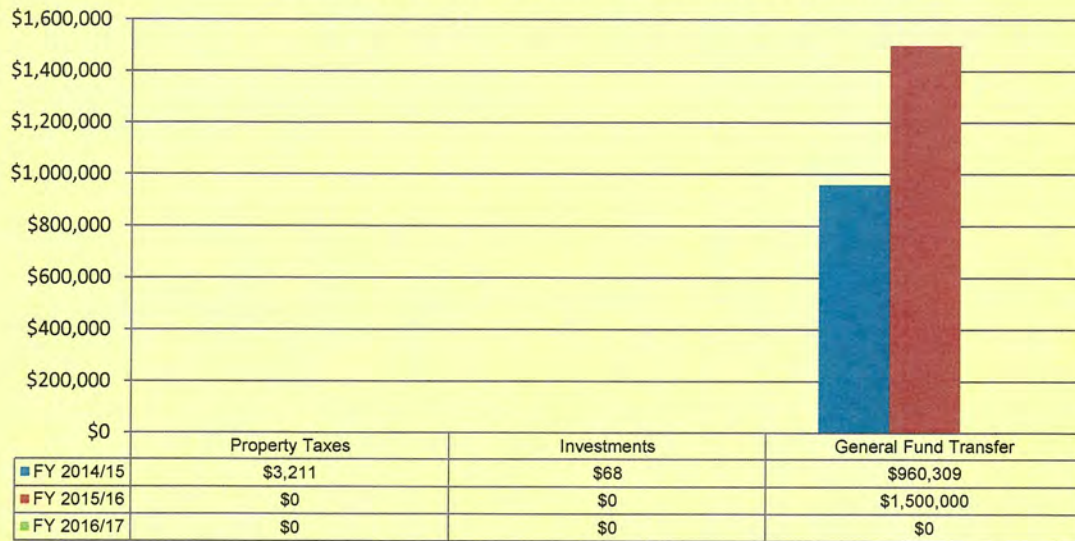 $1,600,000
$1,400,000
$1,200,000
$1,000,000
$800,000
$600,000
$400,000
$200,000
$0
Property Taxes Investments General Fund Transfer
FY 2014/15 $3,211 $68 $960,309
FY 2015/16 $0 $0 $1,500,000
FY 2016/17 $0 $0 $0